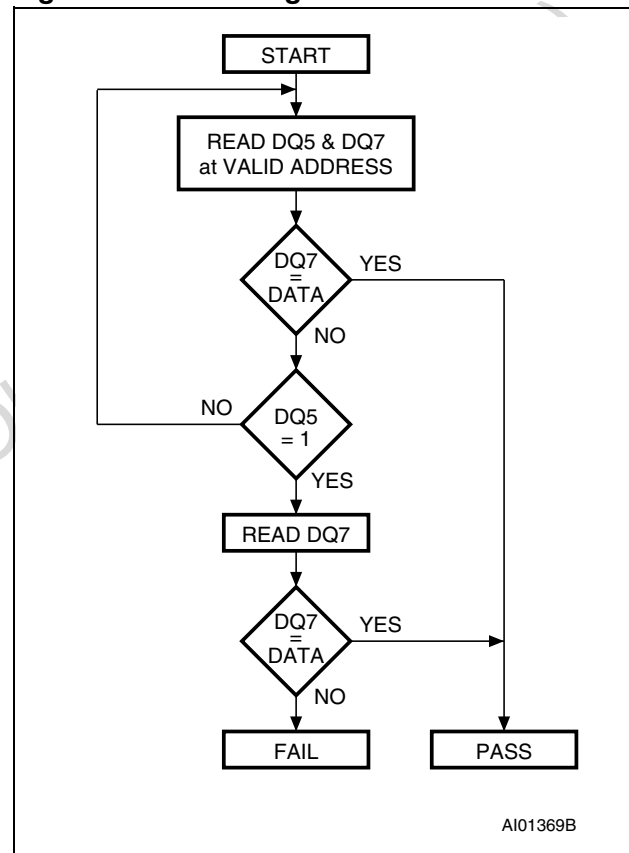 START
READ DQ5 & DQ7
at VALID ADDRESS
DQ7
=
DATA
YES
NO
NO
DQ5
= 1
YES
READ DQ7
DQ7
=
DATA
YES
NO
FAIL
PASS
AI01369B